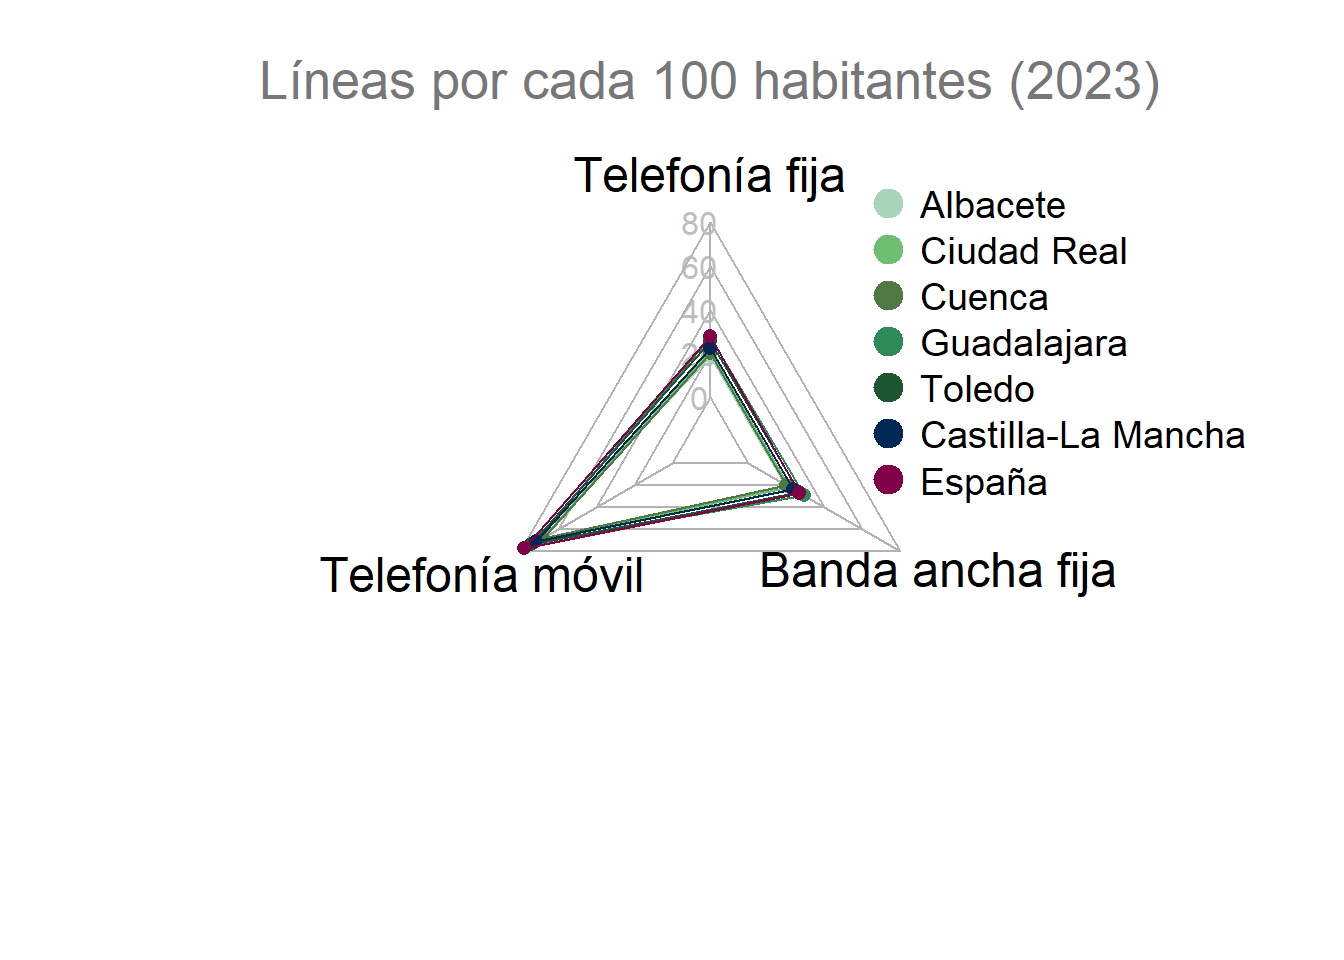 Líneas por cada 100 habitantes (2023)
Telefonía fija
80
60
40
0
Albacete
Ciudad Real
Cuenca
Guadalajara
Toledo
Castilla-La Mancha
España
Telefonía móvil
Banda ancha fija